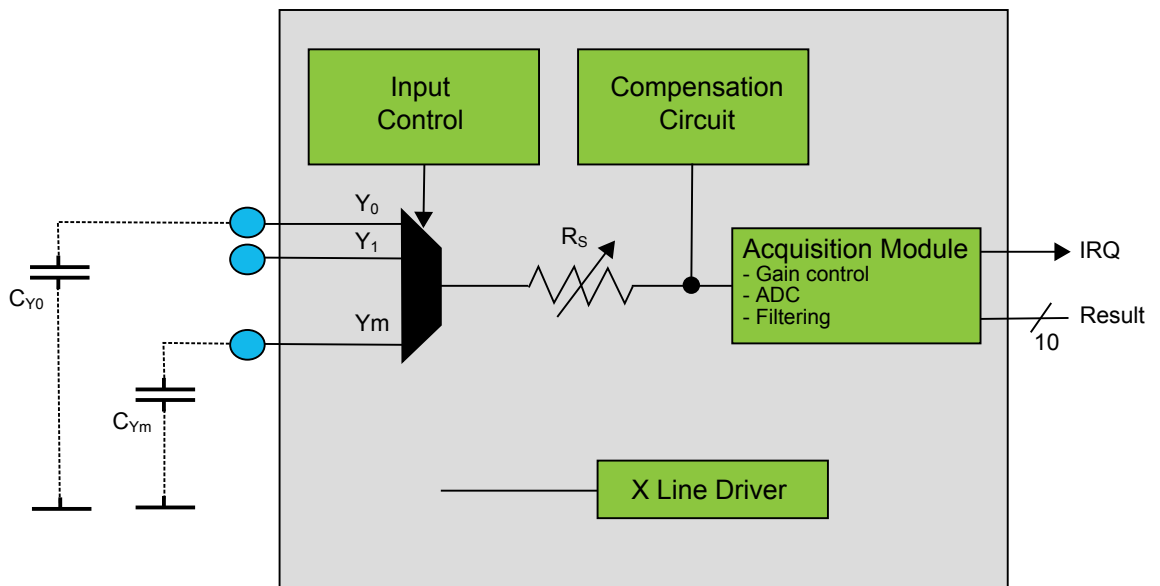 Input
Control
Compensation
Circuit
Y0
Y1
Ym
RS
Acquisition Module
- Gain control
- ADC
- Filtering
IRQ
Result
10
CY0
CYm
X Line Driver